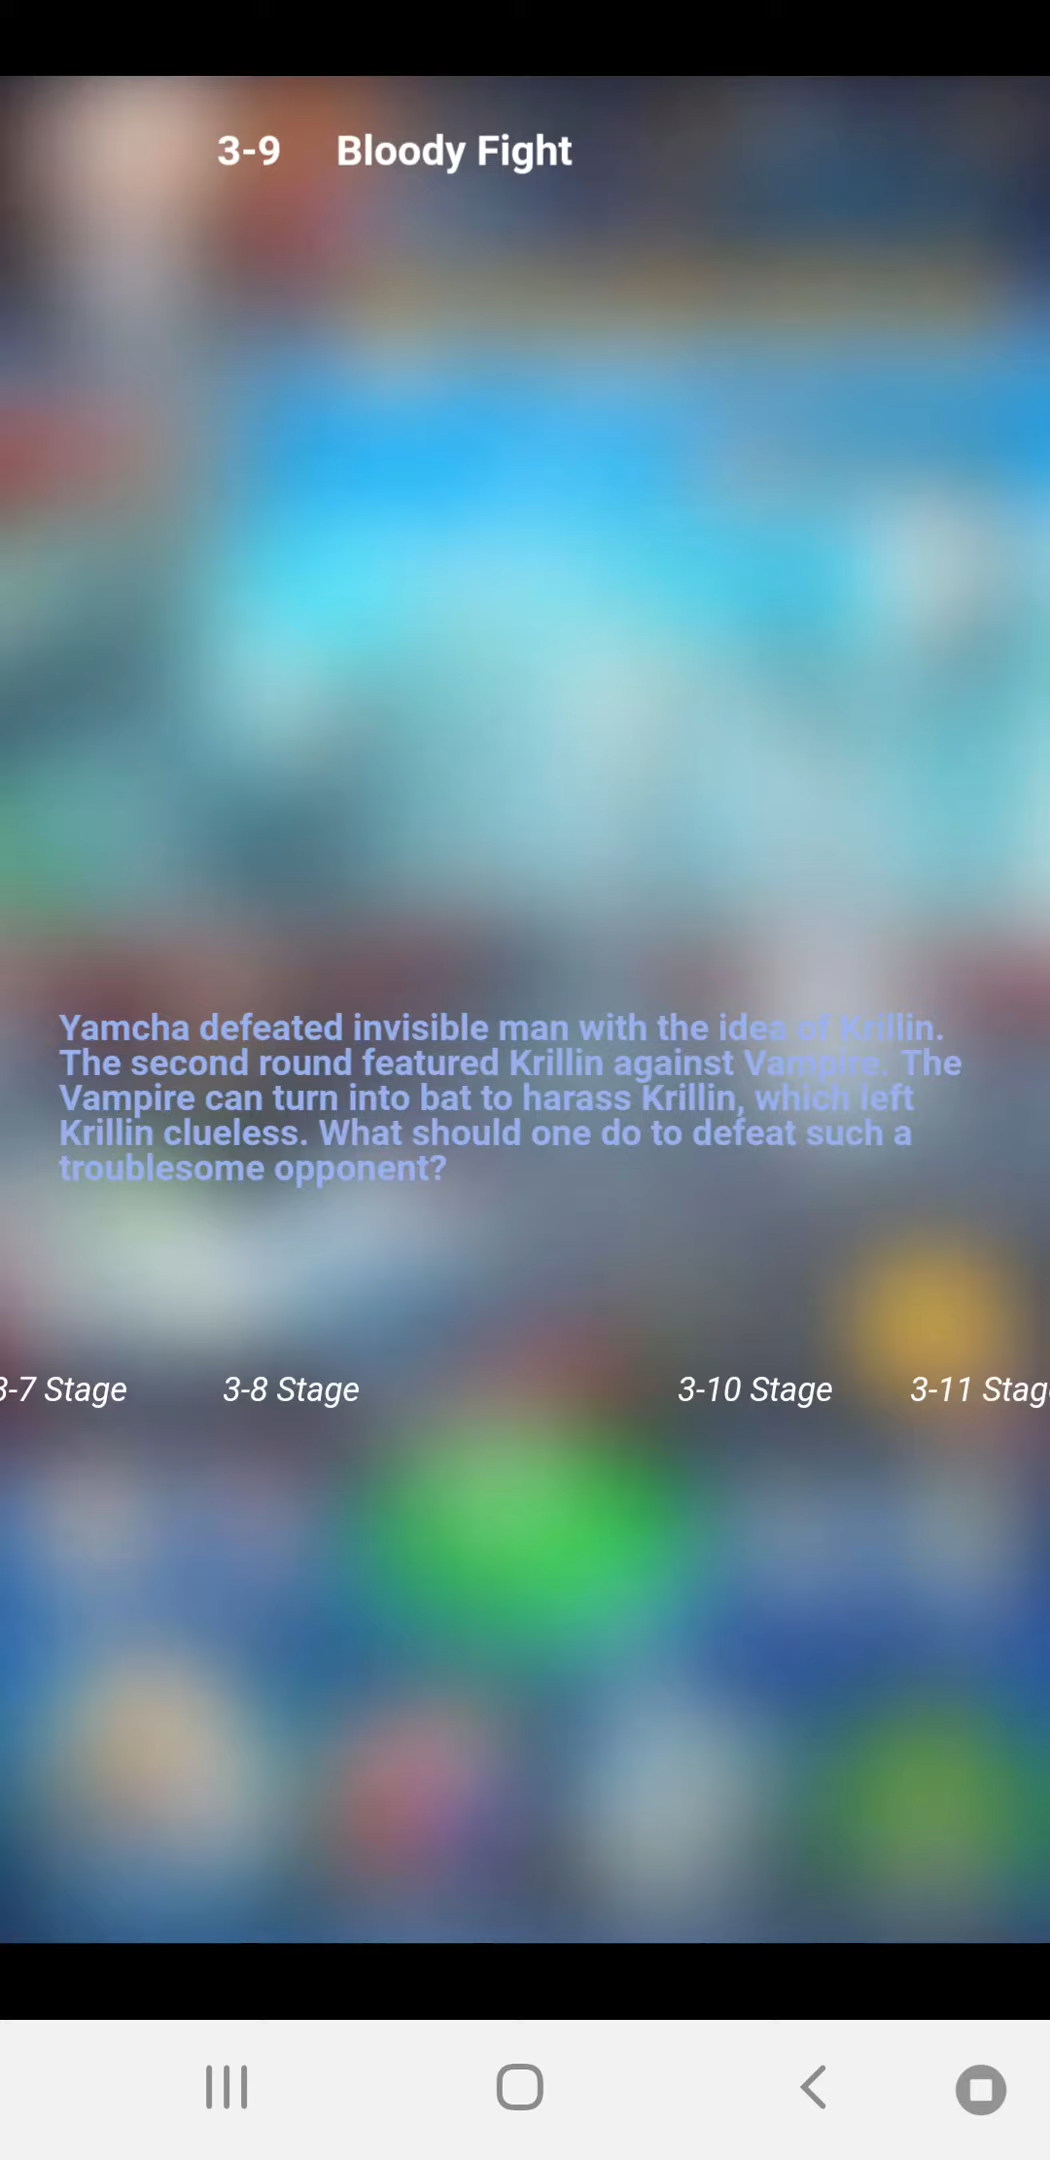 3-9 Bloody Fight
Yamcha defeated invisible man with the idea of Krillin.
The second round featured Krillin against Vampire. The
Vampire can turn into bat to harass Krillin, which left
Krillin clueless. What should one do to defeat such a
troublesome opponent?
3-7 Stage 3-8 Stage 3-10 Stage 3-11 Stag